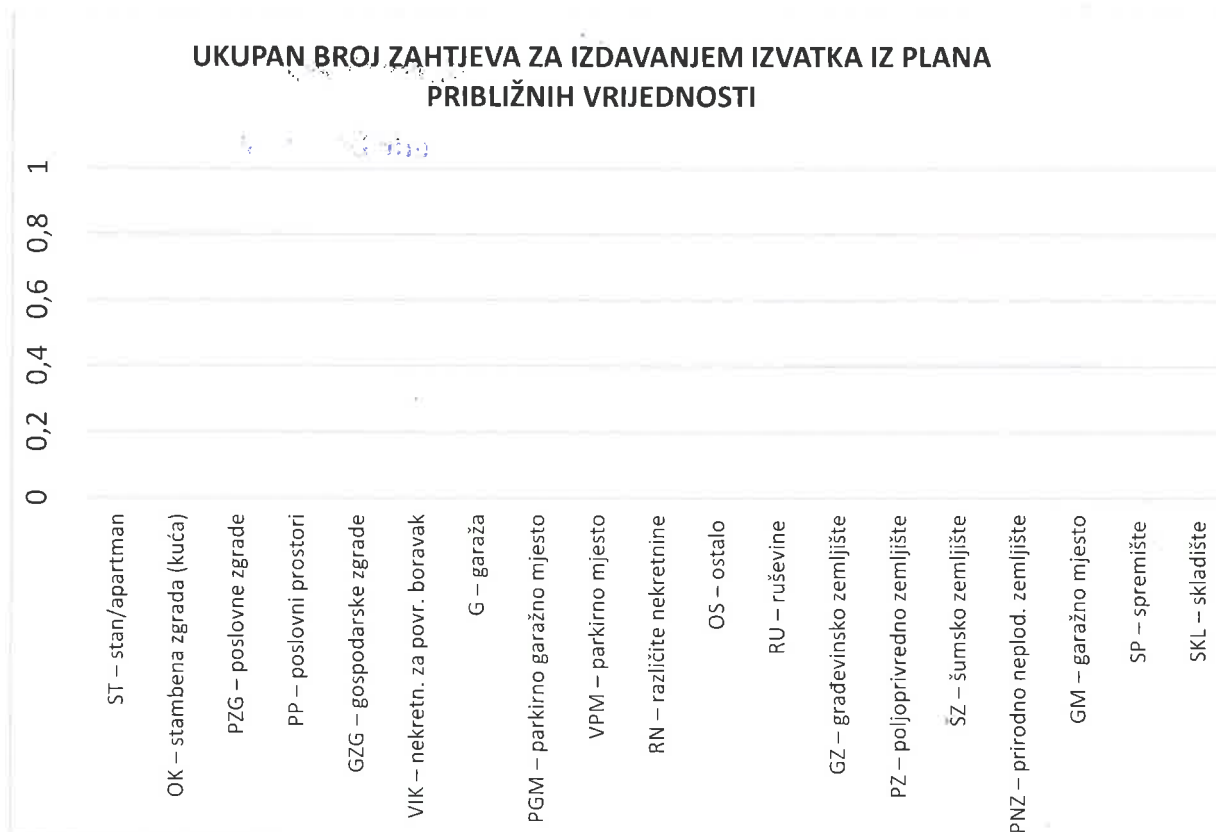 UKUPAN BROJ ZAHTJEVA ZA IZDAVANJEM IZVATKA IZ PLANA
PRIBLIŽNIH VRIJEDNOSTI
1
0,8
0,6
0,4
0,2
0
ST – stan/apartman
OK – stambena zgrada (kuća)
PZG – poslovne zgrade
PP – poslovni prostori
GZG – gospodarske zgrade
VIK – nekretn. za povr. boravak
G – garaža
PGM – parkirno garažno mjesto
VPM – parkirno mjesto
RN – različite nekretnine
OS – ostalo
RU – ruševine
GZ – građevinsko zemljište
PZ – poljoprivredno zemljište
ŠZ – šumsko zemljište
PNZ – prirodno neplod. zemljište
GM – garažno mjesto
SP – spremište
SKL – skladište